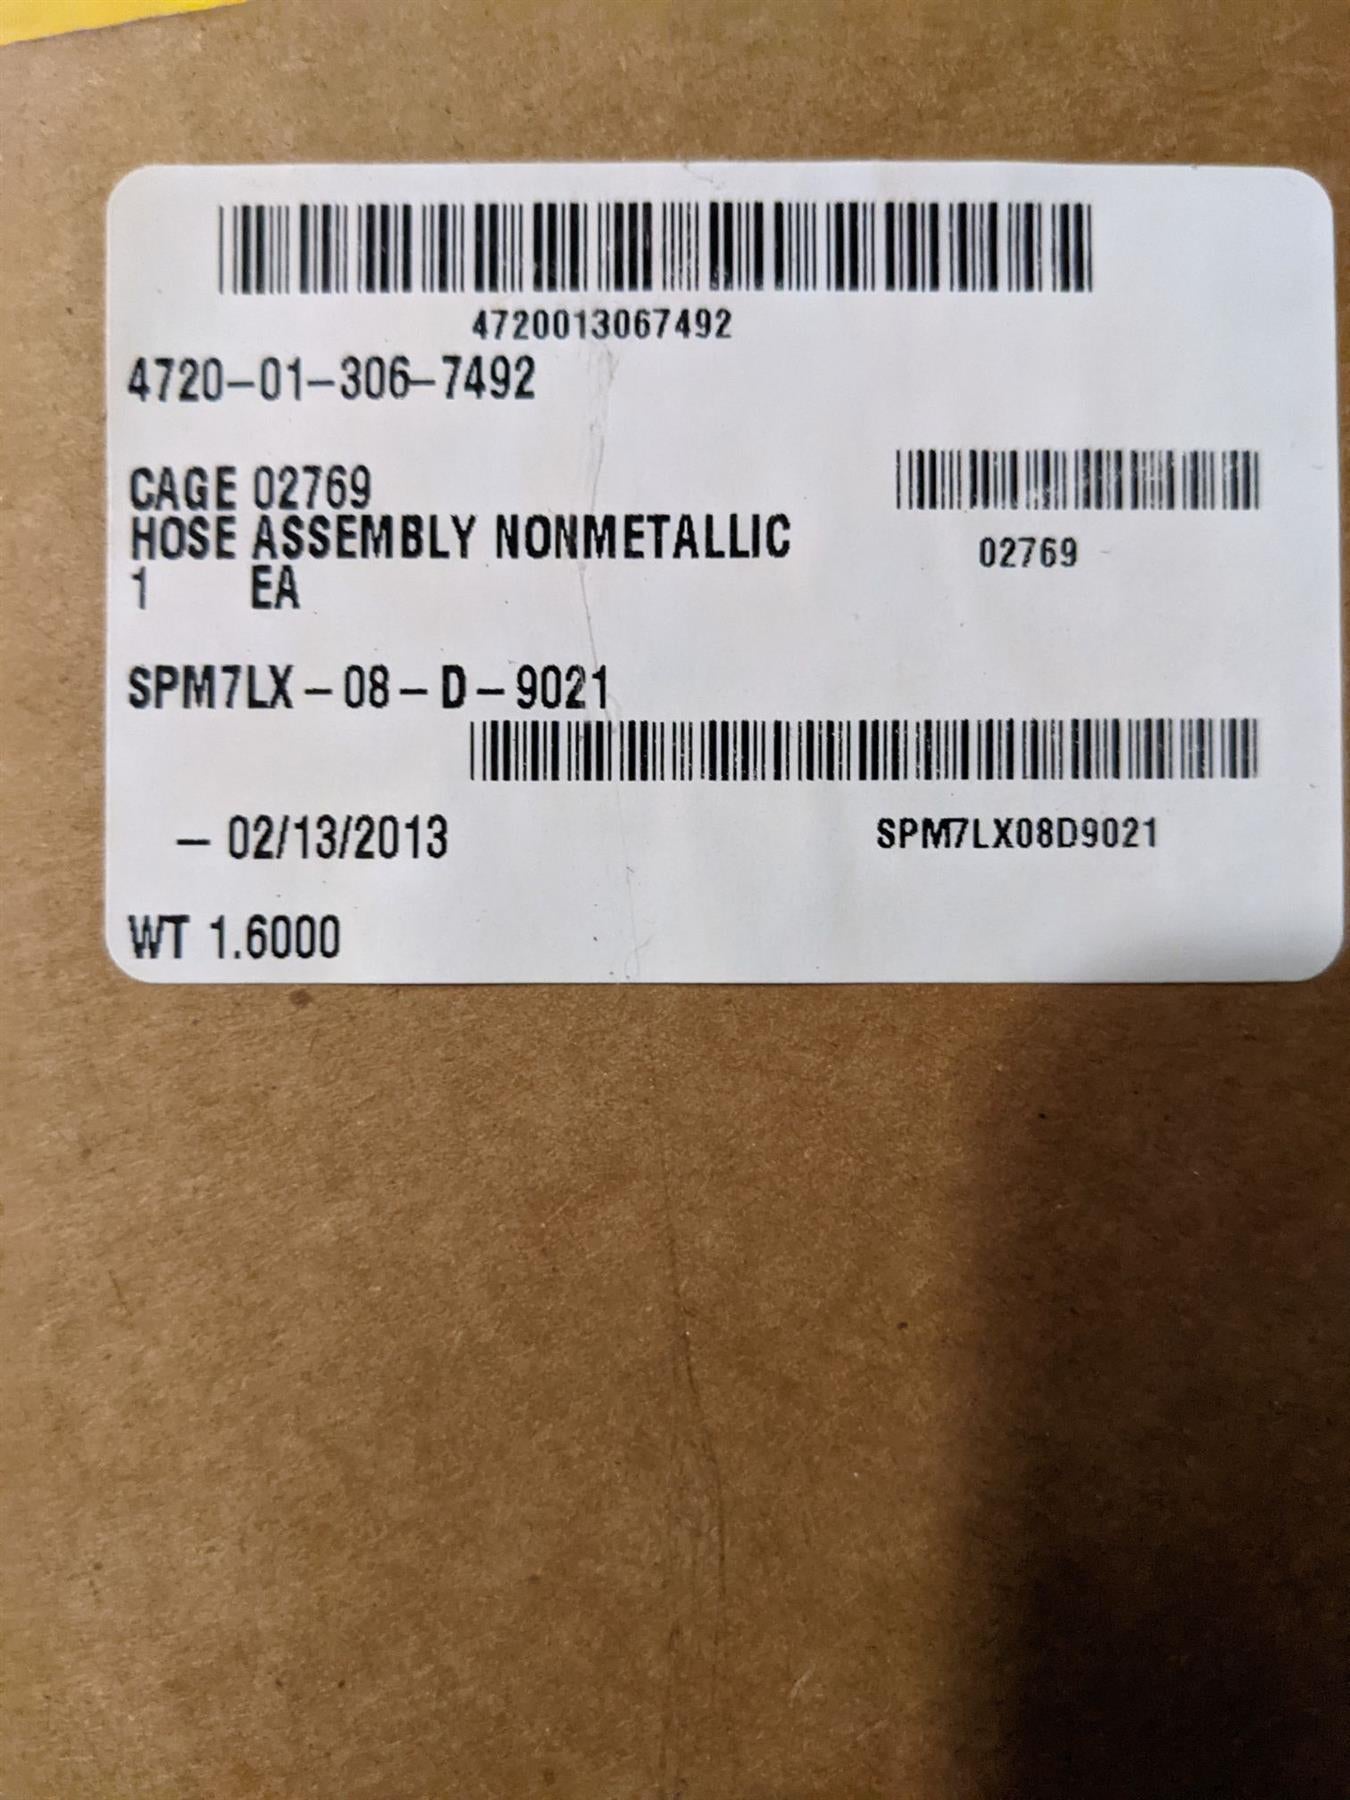 4720013067492
4720-01-306-7492
CAGE 02769
HOSE ASSEMBLY NONMETALLIC
02769
1 EA
SPM7LX-08-D-9021
- 02/13/2013
SPM7LX08D9021
WT 1.6000